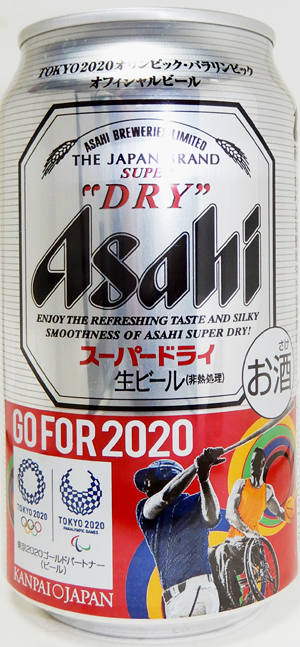 TOKYO2020オリンピック・パラリンピック
オフィシャルビール
ASAHI BREWERIES LIMITED
THE JAPAN BRAND
SUPER
"DRY"
Asahi
ENJOY THE REFRESHING TASTE AND SILKY
SMOOTHNESS OF ASAHI SUPER DRY!
スーパードライ
生ビール(非熱処理)
さけ
お酒
GO FOR 2020
TOKYO 2020
TOKYO 2020
PARALYMPIC GAMES
東京2020ゴールドパートナー
(ビール)
KANPAI JAPAN